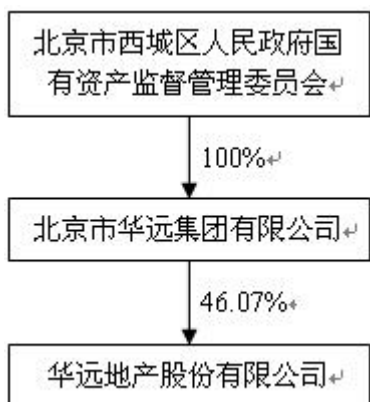 北京市西城区人民政府国
有资产监督管理委员会
100%
北京市华远集团有限公司
46.07%
华远地产股份有限公司